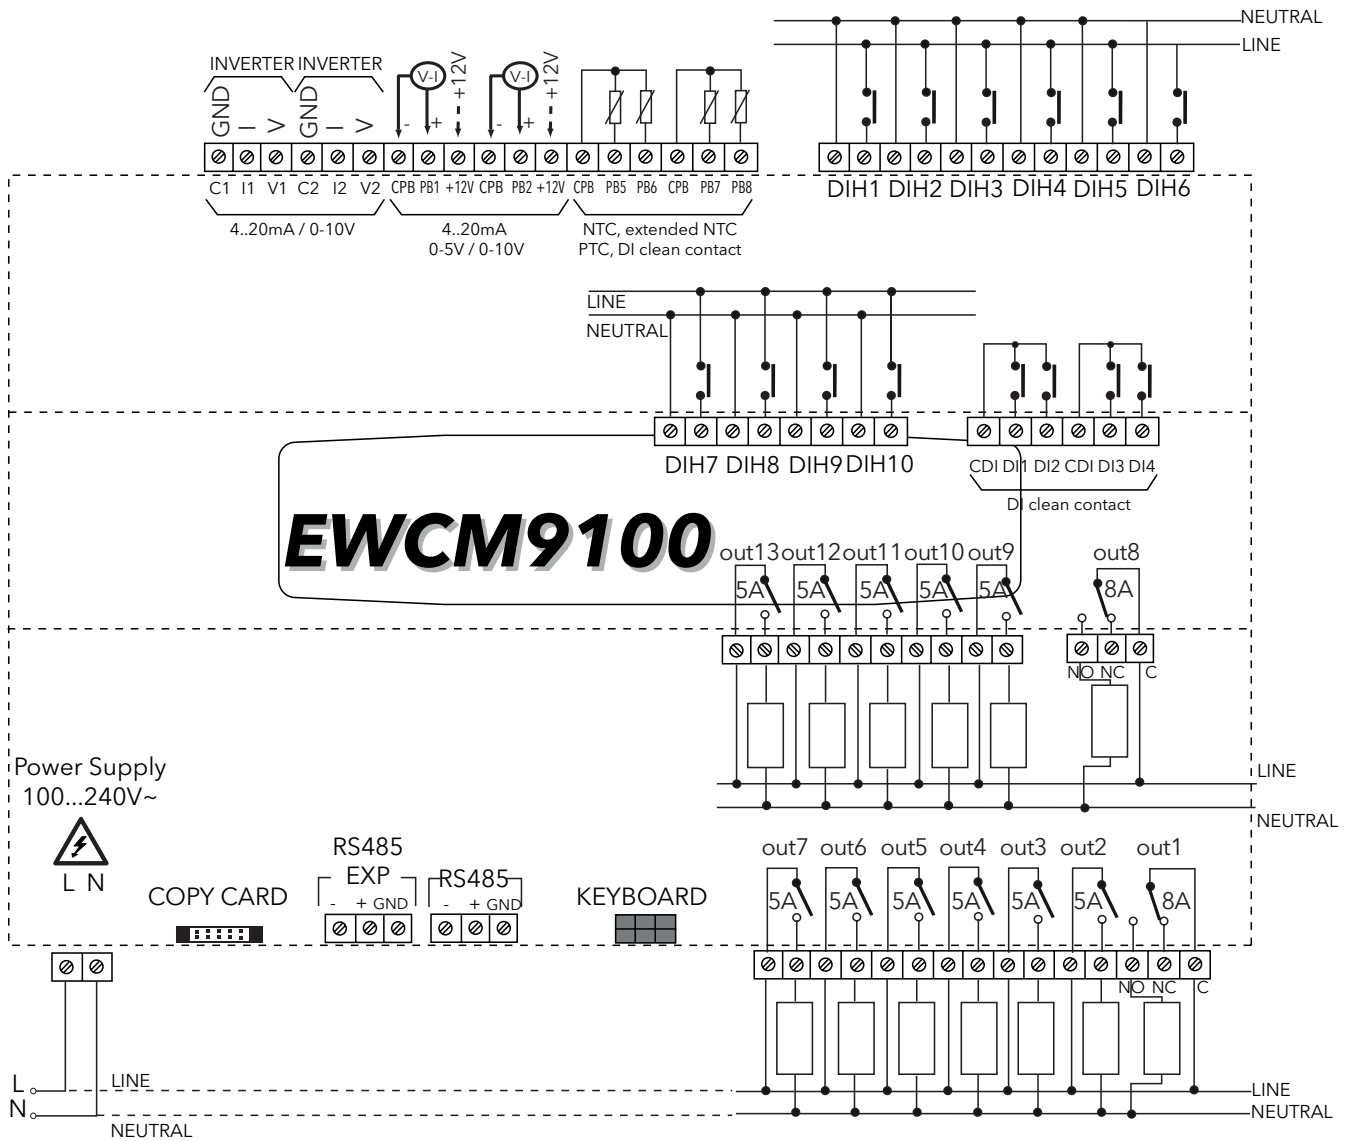 NEUTRAL
LINE
INVERTER INVERTER
GND I V GND I V - V-I + +12V - V-I + +12V
C1 I1 V1 C2 I2 V2 CPB PB1 +12V CPB PB2 +12V CPB PB5 PB6 CPB PB7 PB8
DIH1 DIH2 DIH3 DIH4 DIH5 DIH6
4..20mA / 0-10V
4..20mA
0-5V / 0-10V
NTC, extended NTC
PTC, DI clean contact
LINE
NEUTRAL
DIH7 DIH8 DIH9 DIH10
CDI DI1 DI2 CDI DI3 DI4
DI clean contact
EWCM9100
out13 out12 out11 out10 out9 out8
5A 5A 5A 5A 5A 8A
NO NC C
LINE
NEUTRAL
Power Supply
100...240V~
L N
COPY CARD
RS485
EXP
- + GND
RS485
- + GND
KEYBOARD
out7 out6 out5 out4 out3 out2 out1
5A 5A 5A 5A 5A 5A 8A
NO NC C
L LINE
N
NEUTRAL
LINE
NEUTRAL